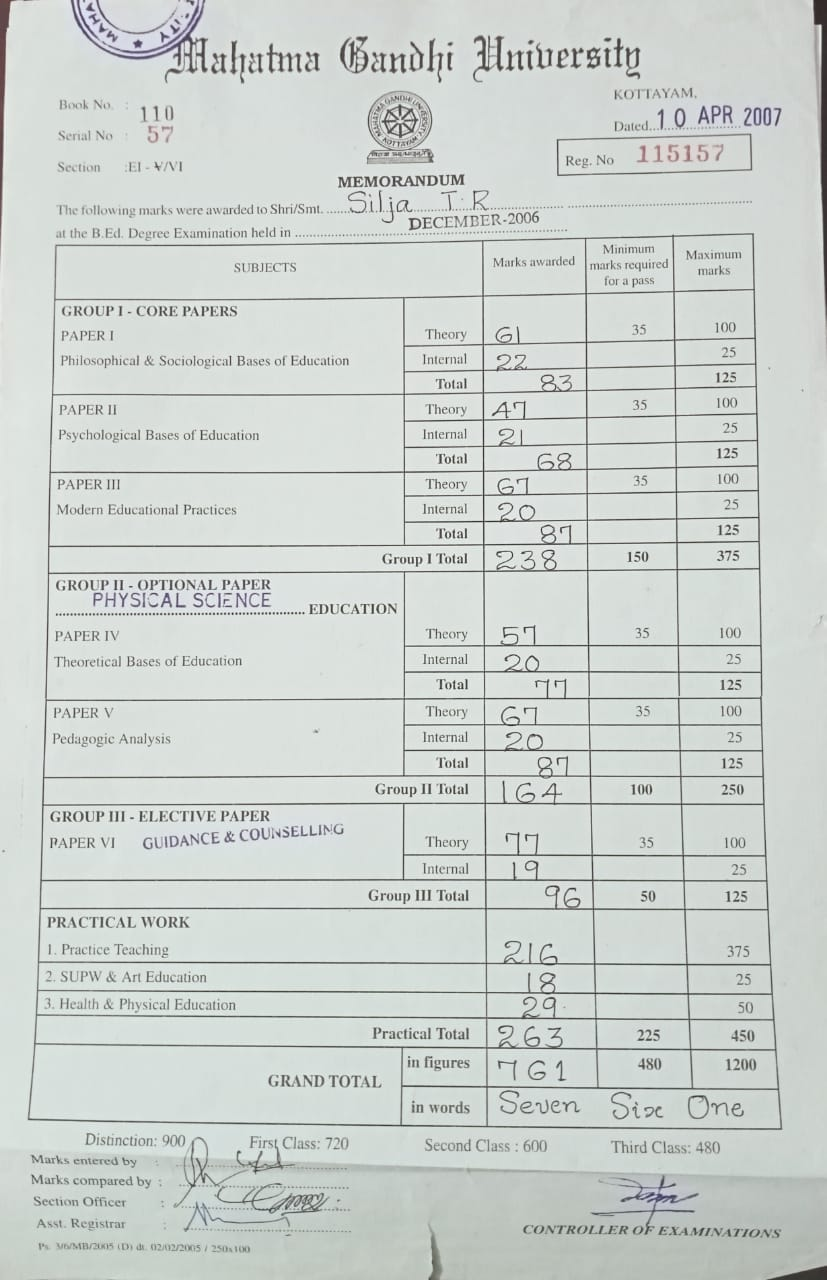 Mahatma Gandhi University
Book No. : 110
Serial No : 57
Section : EI - V/VI
KOTTAYAM,
Dated... 10 APR 2007
Reg. No 115157
MEMORANDUM
The following marks were awarded to Shri/Smt. Silja T.R
at the B.Ed. Degree Examination held in DECEMBER-2006
SUBJECTS Marks awarded Minimum marks required for a pass Maximum marks
GROUP I - CORE PAPERS
PAPER I Theory 61 35 100
Philosophical & Sociological Bases of Education Internal 22 25
Total 83 125
PAPER II Theory 47 35 100
Psychological Bases of Education Internal 21 25
Total 68 125
PAPER III Theory 67 35 100
Modern Educational Practices Internal 20 25
Total 87 125
Group I Total 238 150 375
GROUP II - OPTIONAL PAPER
PHYSICAL SCIENCE EDUCATION
PAPER IV Theory 57 35 100
Theoretical Bases of Education Internal 20 25
Total 77 125
PAPER V Theory 67 35 100
Pedagogic Analysis Internal 20 25
Total 87 125
Group II Total 164 100 250
GROUP III - ELECTIVE PAPER
PAPER VI GUIDANCE & COUNSELLING Theory 77 35 100
Internal 19 25
Group III Total 96 50 125
PRACTICAL WORK
1. Practice Teaching 216 375
2. SUPW & Art Education 18 25
3. Health & Physical Education 29 50
Practical Total 263 225 450
GRAND TOTAL in figures 761 480 1200
in words Seven Six One
Distinction: 900 First Class: 720 Second Class : 600 Third Class: 480
Marks entered by :
Marks compared by :
Section Officer :
Asst. Registrar :
CONTROLLER OF EXAMINATIONS
Ps. 3/6/MB/2005 (D) dt. 02/02/2005 / 250x100